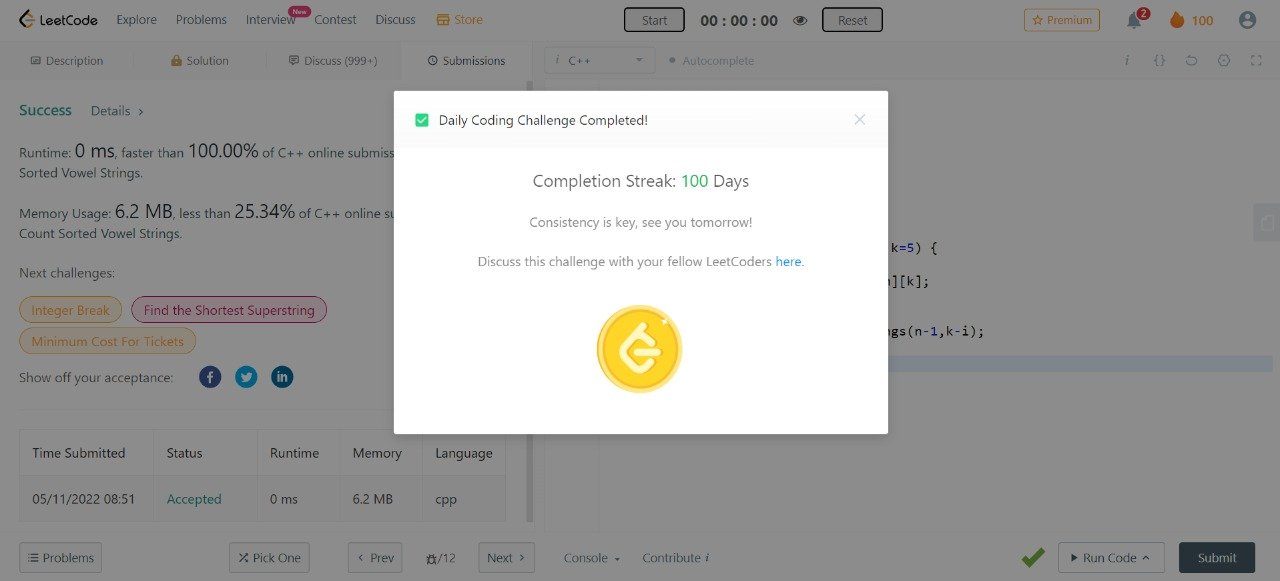 LeetCode Explore Problems Interview New Contest Discuss Store Start 00 : 00 : 00 Reset Premium 2 100
Description Solution Discuss (999+) Submissions i C++ Autocomplete i {}
Success Details >
Daily Coding Challenge Completed!
Runtime: 0 ms, faster than 100.00% of C++ online
Sorted Vowel Strings.
Completion Streak: 100 Days
Memory Usage: 6.2 MB, less than 25.34% of C++ online
Count Sorted Vowel Strings.
Consistency is key, see you tomorrow!
k=5) {
Discuss this challenge with your fellow LeetCoders here.
Next challenges:
][k];
Integer Break Find the Shortest Superstring
ngs(n-1,k-i);
Minimum Cost For Tickets
Show off your acceptance: f in
Time Submitted Status Runtime Memory Language
05/11/2022 08:51 Accepted 0 ms 6.2 MB cpp
Problems Pick One < Prev /12 Next > Console Contribute i Run Code Submit